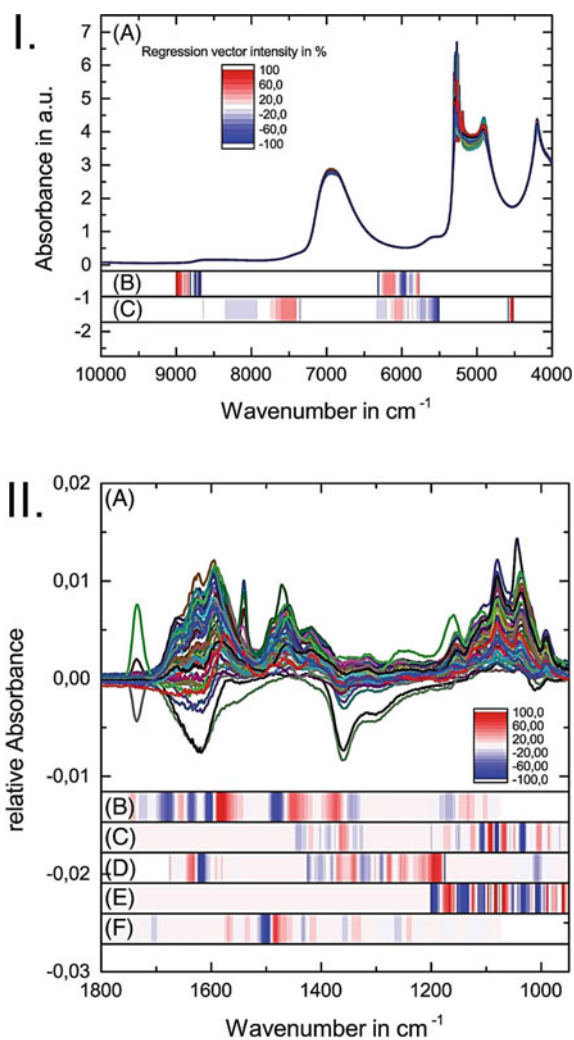 I.
(A)
Regression vector intensity in %
100
60,0
20,0
-20,0
-60,0
-100
Absorbance in a.u.
7
6
5
4
3
2
1
0
-1
-2
(B)
(C)
10000 9000 8000 7000 6000 5000 4000
Wavenumber in cm-1
II.
(A)
0,02
0,01
0,00
-0,01
-0,02
-0,03
relative Absorbance
100,0
60,00
20,00
-20,00
-60,00
-100,0
(B)
(C)
(D)
(E)
(F)
1800 1600 1400 1200 1000
Wavenumber in cm-1